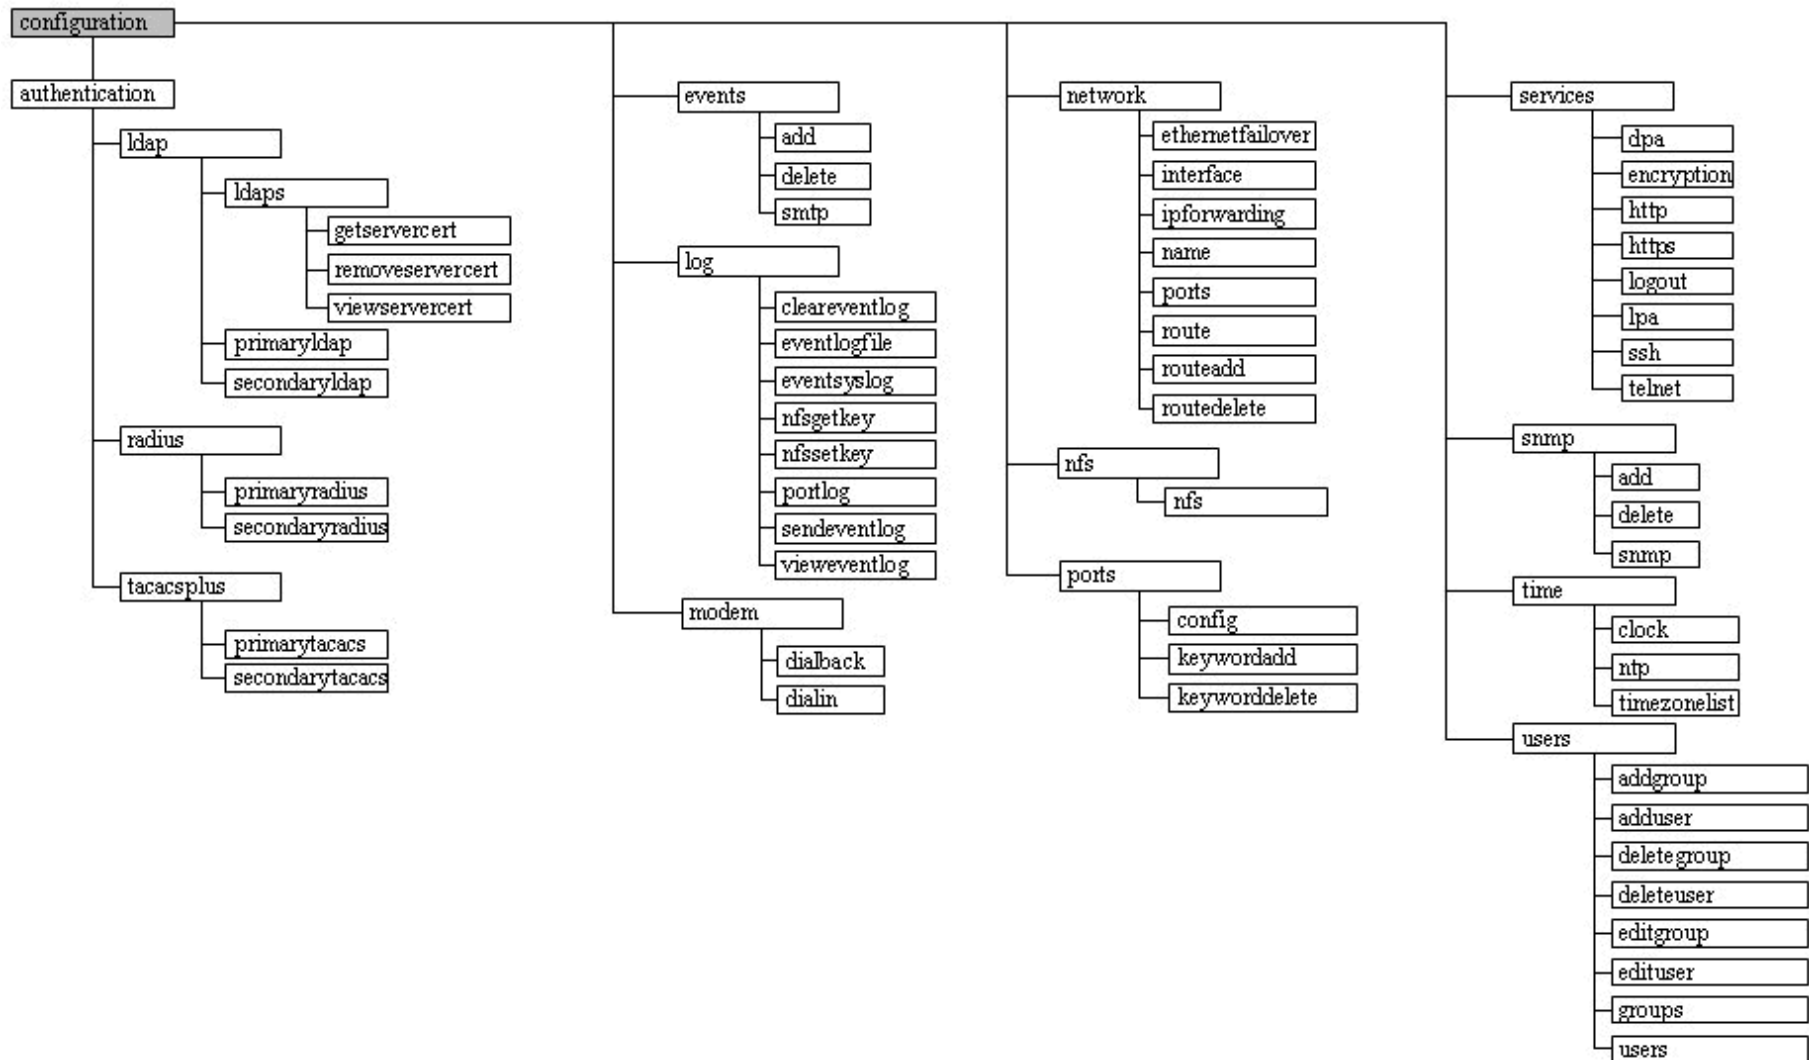 configuration
authentication
ldap
ldaps
getservercert
removeservercert
viewservercert
primaryldap
secondaryldap
radius
primaryradius
secondaryradius
tacacsplus
primarytacacs
secondarytacacs
events
add
delete
smtp
log
cleareventlog
eventlogfile
eventsyslog
nfsgetkey
nfssetkey
portlog
sendeventlog
vieweventlog
modem
dialback
dialin
network
ethernetfailover
interface
ipforwarding
name
ports
route
routeadd
routedelete
nfs
nfs
ports
config
keywordadd
keyworddelete
services
dpa
encryption
http
https
logout
lpa
ssh
telnet
snmp
add
delete
snmp
time
clock
ntp
timezonelist
users
addgroup
adduser
deletegroup
deleteuser
editgroup
edituser
groups
users